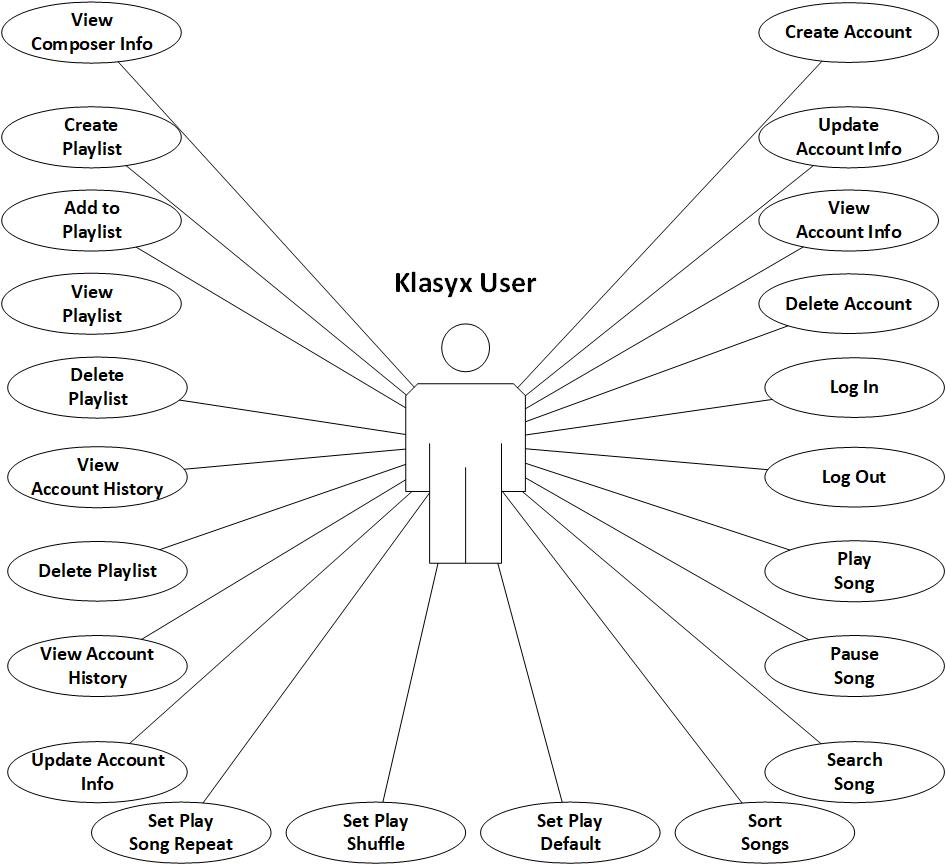 View
Composer Info
Create Account
Create
Playlist
Update
Account Info
Add to
Playlist
View
Account Info
Klasyx User
View
Playlist
Delete Account
Delete
Playlist
Log In
View
Account History
Log Out
Delete Playlist
Play
Song
View Account
History
Pause
Song
Update Account
Info
Search
Song
Set Play
Song Repeat
Set Play
Shuffle
Set Play
Default
Sort
Songs